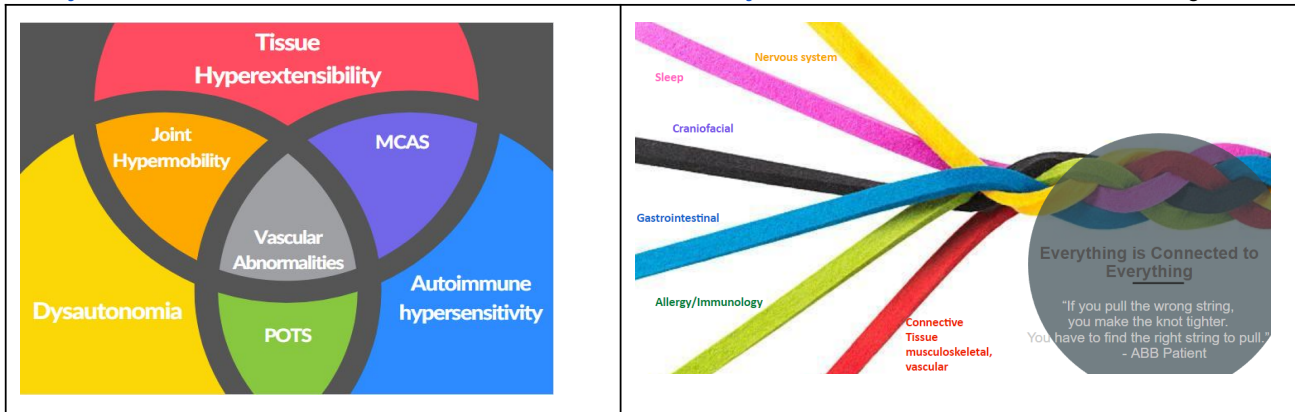 Tissue
Hyperextensibility
Joint
Hypermobility
MCAS
Vascular
Abnormalities
Dysautonomia
Autoimmune
hypersensitivity
POTS
Nervous system
Sleep
Craniofacial
Gastrointestinal
Allergy/Immunology
Connective
Tissue
musculoskeletal,
vascular
Everything is Connected to
Everything
“If you pull the wrong string,
you make the knot tighter.
You have to find the right string to pull.”
- ABB Patient